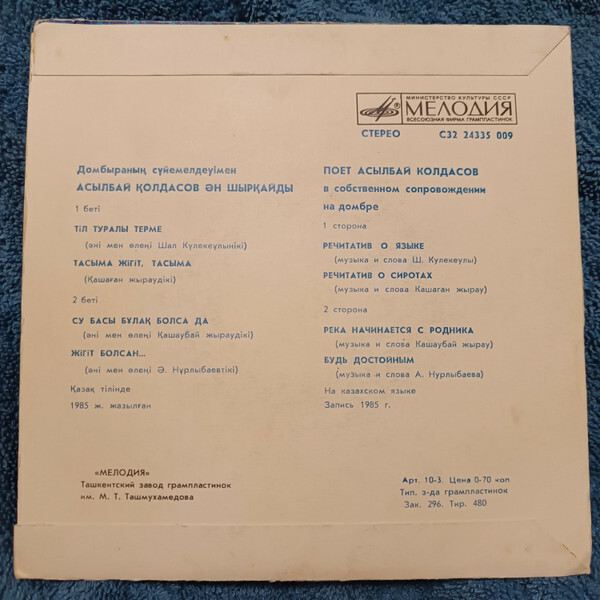 МИНИСТЕРСТВО КУЛЬТУРЫ СССР
МЕЛОДИЯ
ВСЕСОЮЗНАЯ ФИРМА ГРАМПЛАСТИНОК
СТЕРЕО С32 24335 009
Домбыраның сүйемелдеуімен
АСЫЛБАЙ ҚОЛДАСОВ ӘН ШЫРҚАЙДЫ
1 беті
ТІЛ ТУРАЛЫ ТЕРМЕ
(әні мен өлеңі Шал Күлекеұлынікі)
ТАСЫМА ЖІГІТ, ТАСЫМА
(Қашаған жыраудікі)
2 беті
СУ БАСЫ БҰЛАҚ БОЛСА ДА
(әні мен өлеңі Қашаубай жыраудікі)
ЖІГІТ БОЛСАН...
(әні мен өлеңі Ә. Нұрлыбаевтікі)
Қазақ тілінде
1985 ж. жазылған
ПОЕТ АСЫЛБАЙ КОЛДАСОВ
в собственном сопровождении
на домбре
1 сторона
РЕЧИТАТИВ О ЯЗЫКЕ
(музыка и слова Ш. Кулекеулы)
РЕЧИТАТИВ О СИРОТАХ
(музыка и слова Кашаган жырау)
2 сторона
РЕКА НАЧИНАЕТСЯ С РОДНИКА
(музыка и слова Кашаубай жырау)
БУДЬ ДОСТОЙНЫМ
(музыка и слова А. Нурлыбаева)
На казахском языке
Запись 1985 г.
«МЕЛОДИЯ»
Ташкентский завод грампластинок
им. М. Т. Ташмухамедова
Арт. 10-3. Цена 0-70 коп
Тип. з-да грампластинок
Зак. 296. Тир. 480